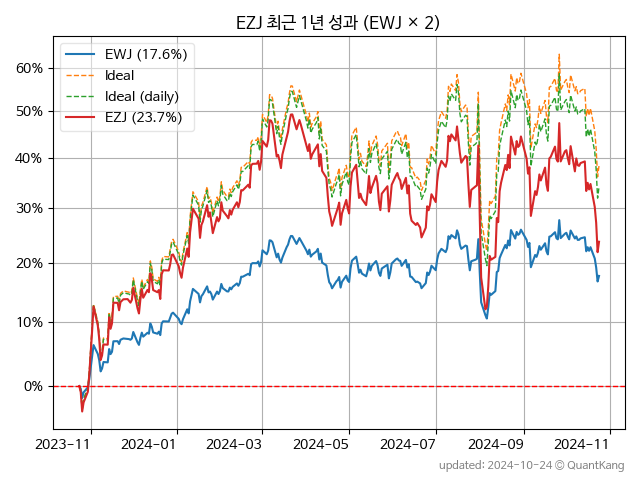 EZJ 최근 1년 성과 (EWJ × 2)
EWJ (17.6%)
Ideal
Ideal (daily)
EZJ (23.7%)
60%
50%
40%
30%
20%
10%
0%
2023-11 2024-01 2024-03 2024-05 2024-07 2024-09 2024-11
updated: 2024-10-24 © QuantKang